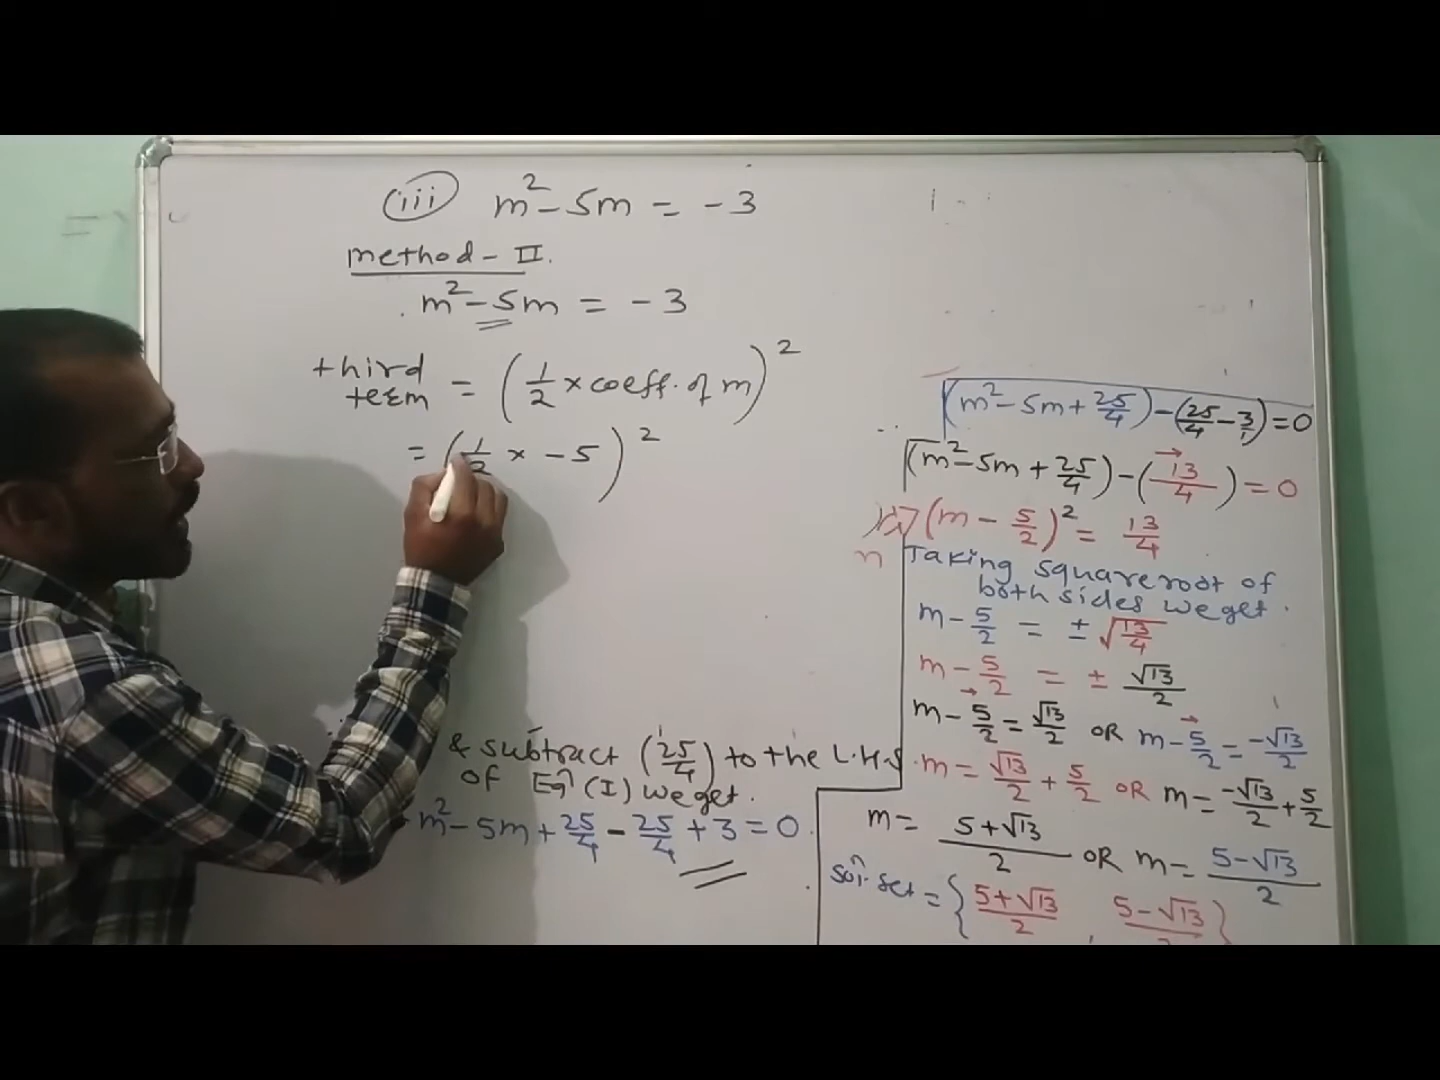 (iii) m² - 5m = -3
method - II.
m² - 5m = -3
third term = (1/2 × coeff. of m)²
= (1/2 × -5)²
& subtract (25/4) to the L.H.S
of Eqⁿ (I) we get.
m² - 5m + 25/4 - 25/4 + 3 = 0
(m² - 5m + 25/4) - (25/4 - 3/1) = 0
(m² - 5m + 25/4) - (13/4) = 0
(m - 5/2)² = 13/4
Taking square root of
both sides we get.
m - 5/2 = ± √13/4
m - 5/2 = ± √13/2
m - 5/2 = √13/2 OR m - 5/2 = -√13/2
m = √13/2 + 5/2 OR m = -√13/2 + 5/2
m = 5+√13/2 OR m = 5-√13/2
solⁿ. set = {5+√13/2, 5-√13/2}